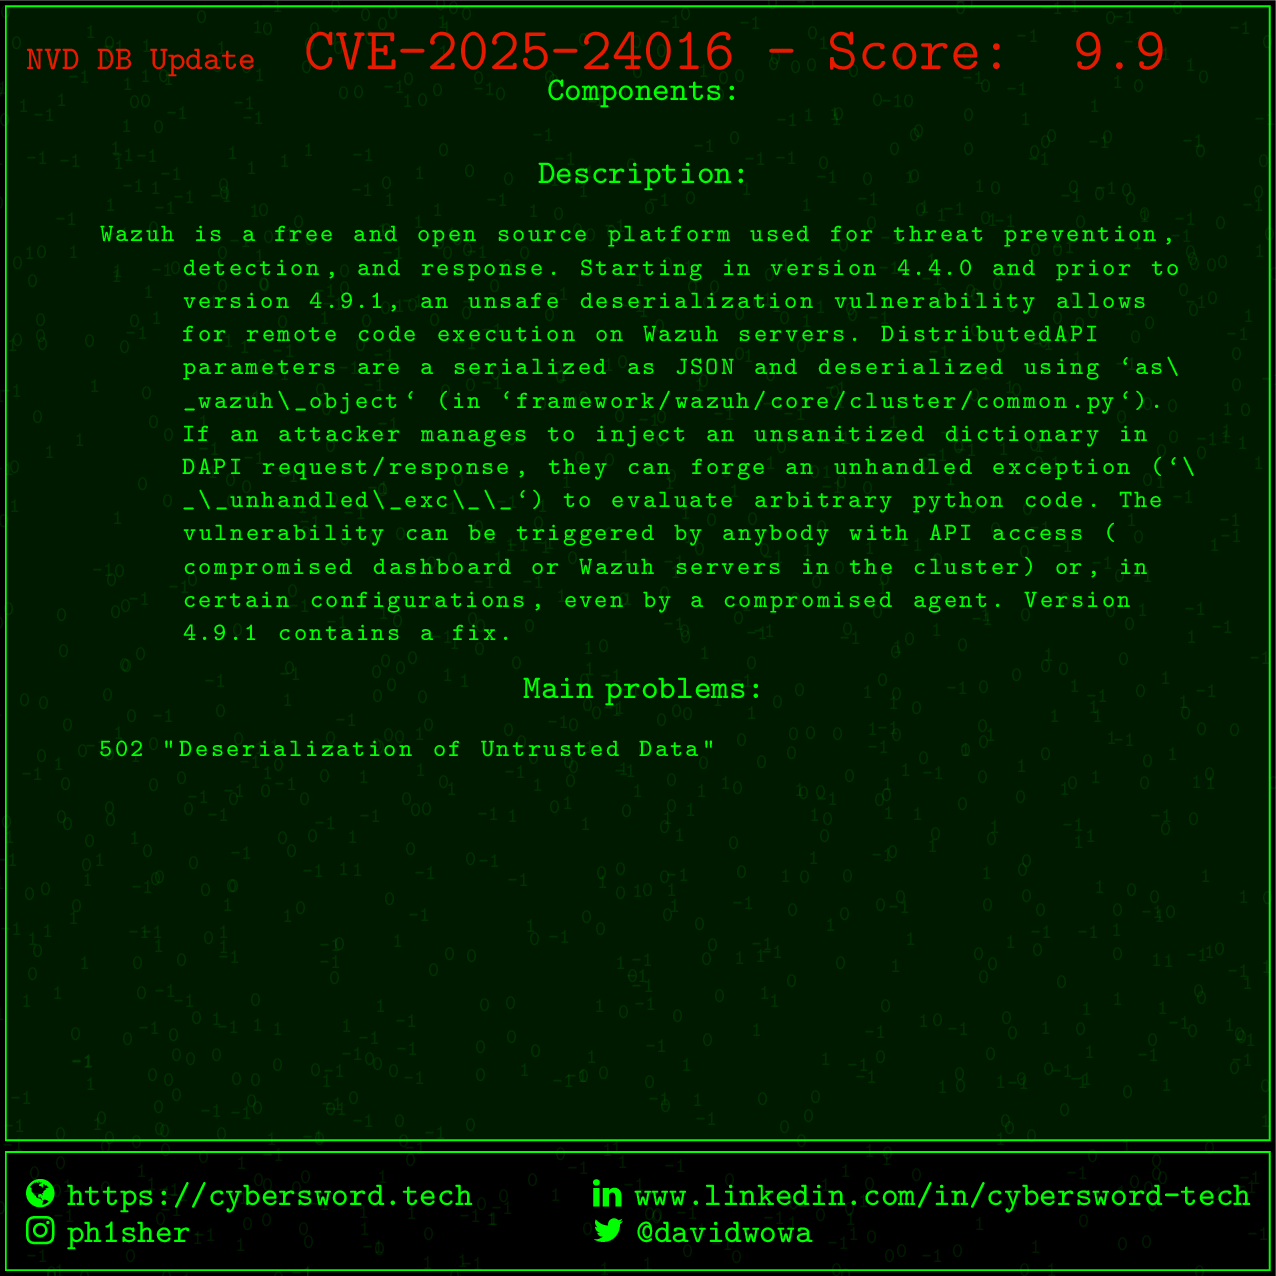 NVD DB Update CVE-2025-24016 - Score: 9.9
Components:
Description:
Wazuh is a free and open source platform used for threat prevention,
detection, and response. Starting in version 4.4.0 and prior to
version 4.9.1, an unsafe deserialization vulnerability allows
for remote code execution on Wazuh servers. DistributedAPI
parameters are a serialized as JSON and deserialized using `as\
_wazuh\_object` (in `framework/wazuh/core/cluster/common.py`).
If an attacker manages to inject an unsanitized dictionary in
DAPI request/response, they can forge an unhandled exception (`\
_\_unhandled\_exc\_\_`) to evaluate arbitrary python code. The
vulnerability can be triggered by anybody with API access (
compromised dashboard or Wazuh servers in the cluster) or, in
certain configurations, even by a compromised agent. Version
4.9.1 contains a fix.
Main problems:
502 "Deserialization of Untrusted Data"
https://cybersword.tech
www.linkedin.com/in/cybersword-tech
ph1sher
@davidwowa